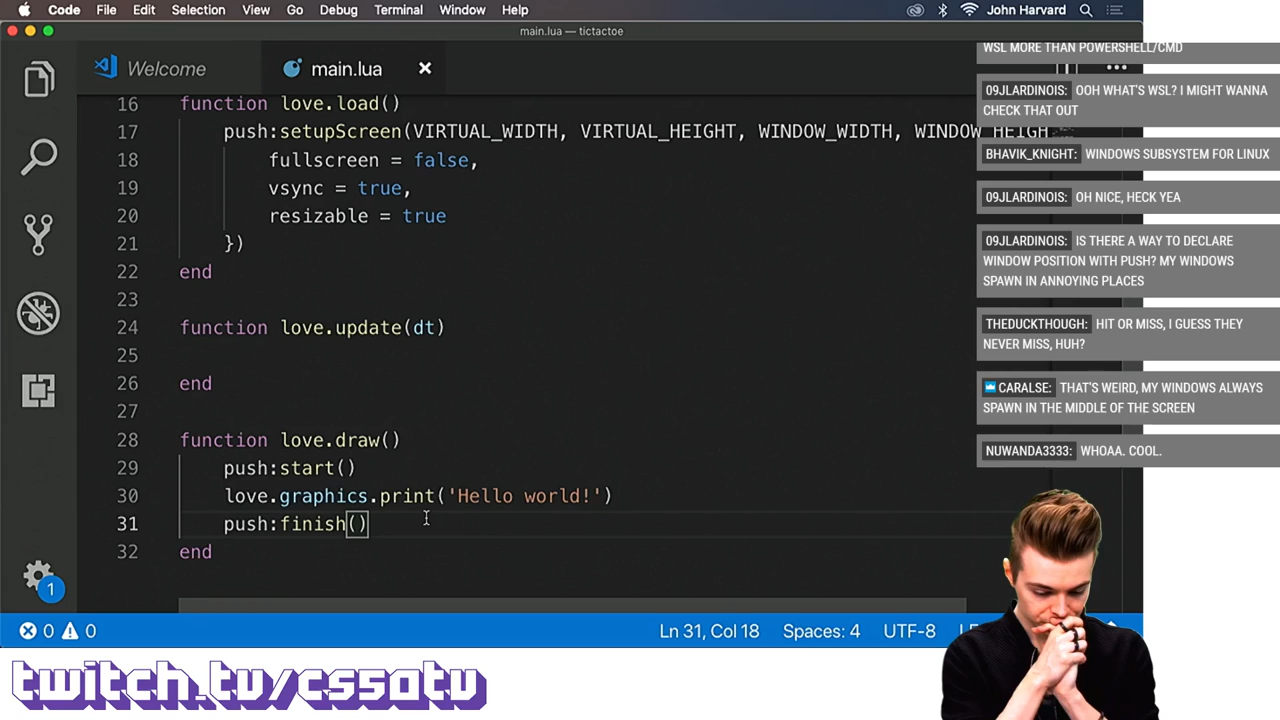 Code File Edit Selection View Go Debug Terminal Window Help John Harvard
main.lua — tictactoe
Welcome
main.lua
16 function love.load()
17 push:setupScreen(VIRTUAL_WIDTH, VIRTUAL_HEIGHT, WINDOW_WIDTH, WINDOW_HEIGH
18 fullscreen = false,
19 vsync = true,
20 resizable = true
21 })
22 end
23
24 function love.update(dt)
25
26 end
27
28 function love.draw()
29 push:start()
30 love.graphics.print('Hello world!')
31 push:finish()
32 end
1
0 0
Ln 31, Col 18 Spaces: 4 UTF-8
WSL MORE THAN POWERSHELL/CMD
09JLARDINOIS: OOH WHAT'S WSL? I MIGHT WANNA
CHECK THAT OUT
BHAVIK_KNIGHT: WINDOWS SUBSYSTEM FOR LINUX
09JLARDINOIS: OH NICE, HECK YEA
09JLARDINOIS: IS THERE A WAY TO DECLARE
WINDOW POSITION WITH PUSH? MY WINDOWS
SPAWN IN ANNOYING PLACES
THEDUCKTHOUGH: HIT OR MISS, I GUESS THEY
NEVER MISS, HUH?
CARALSE: THAT'S WEIRD, MY WINDOWS ALWAYS
SPAWN IN THE MIDDLE OF THE SCREEN
NUWANDA3333: WHOAA. COOL.
twitch.tv/cs50tv